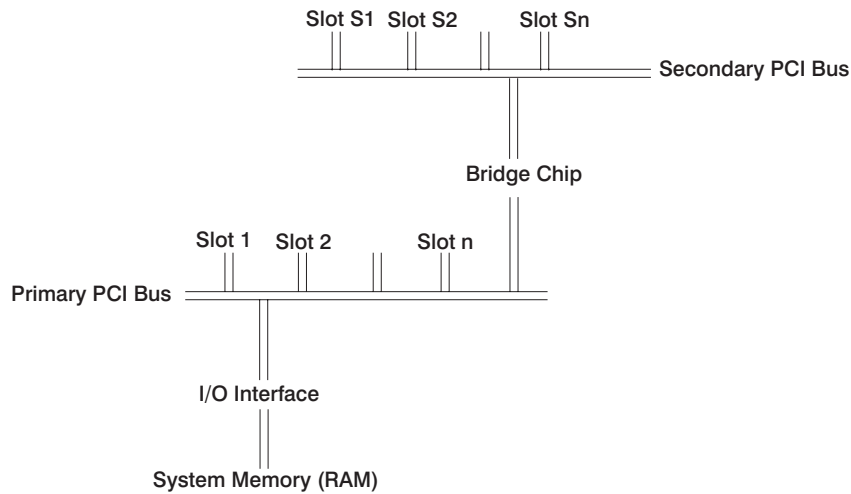 Slot S1 Slot S2 Slot Sn
Secondary PCI Bus
Bridge Chip
Slot 1 Slot 2 Slot n
Primary PCI Bus
I/O Interface
System Memory (RAM)